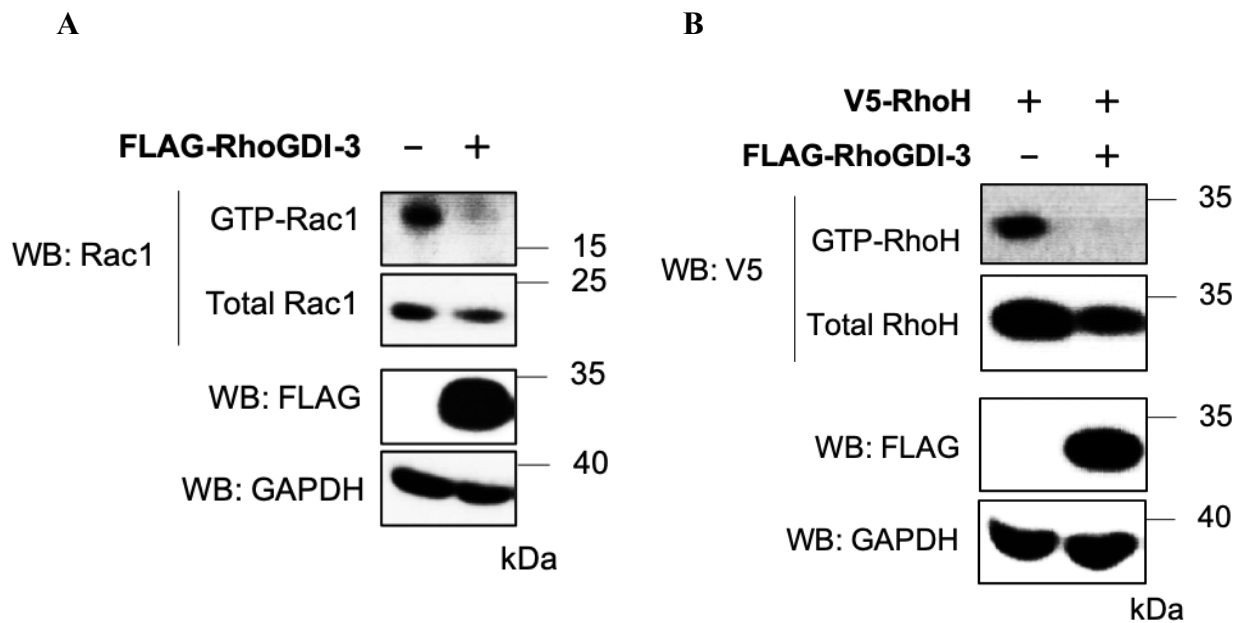 A
FLAG-RhoGDI-3 – +
WB: Rac1
GTP-Rac1
15
Total Rac1
25
WB: FLAG
35
WB: GAPDH
40
kDa
B
V5-RhoH + +
FLAG-RhoGDI-3 – +
WB: V5
GTP-RhoH
35
Total RhoH
35
WB: FLAG
35
WB: GAPDH
40
kDa